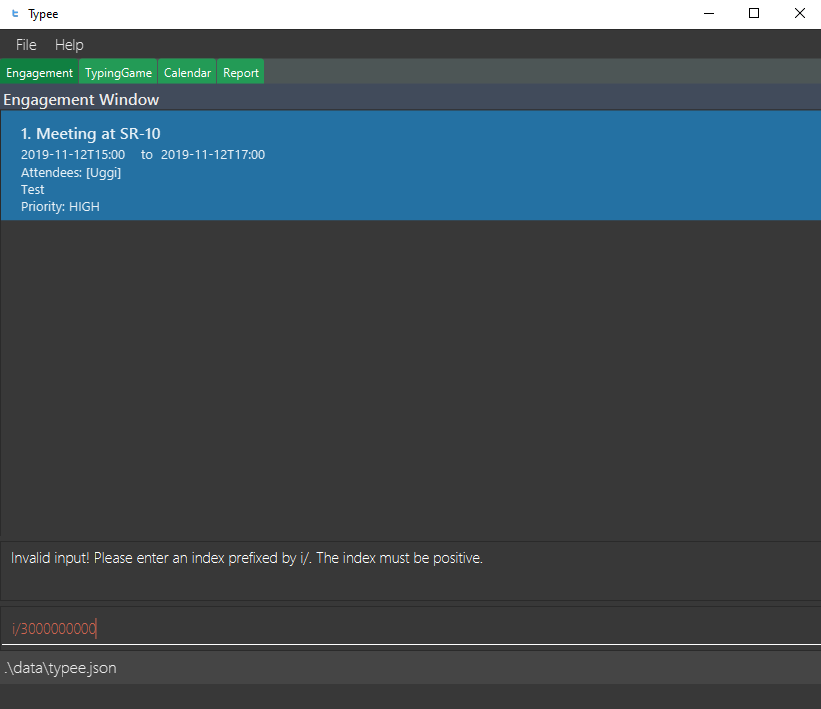 Typee
File Help
Engagement TypingGame Calendar Report
Engagement Window
1. Meeting at SR-10
2019-11-12T15:00 to 2019-11-12T17:00
Attendees: [Uggi]
Test
Priority: HIGH
Invalid input! Please enter an index prefixed by i/. The index must be positive.
i/3000000000
.\data\typee.json